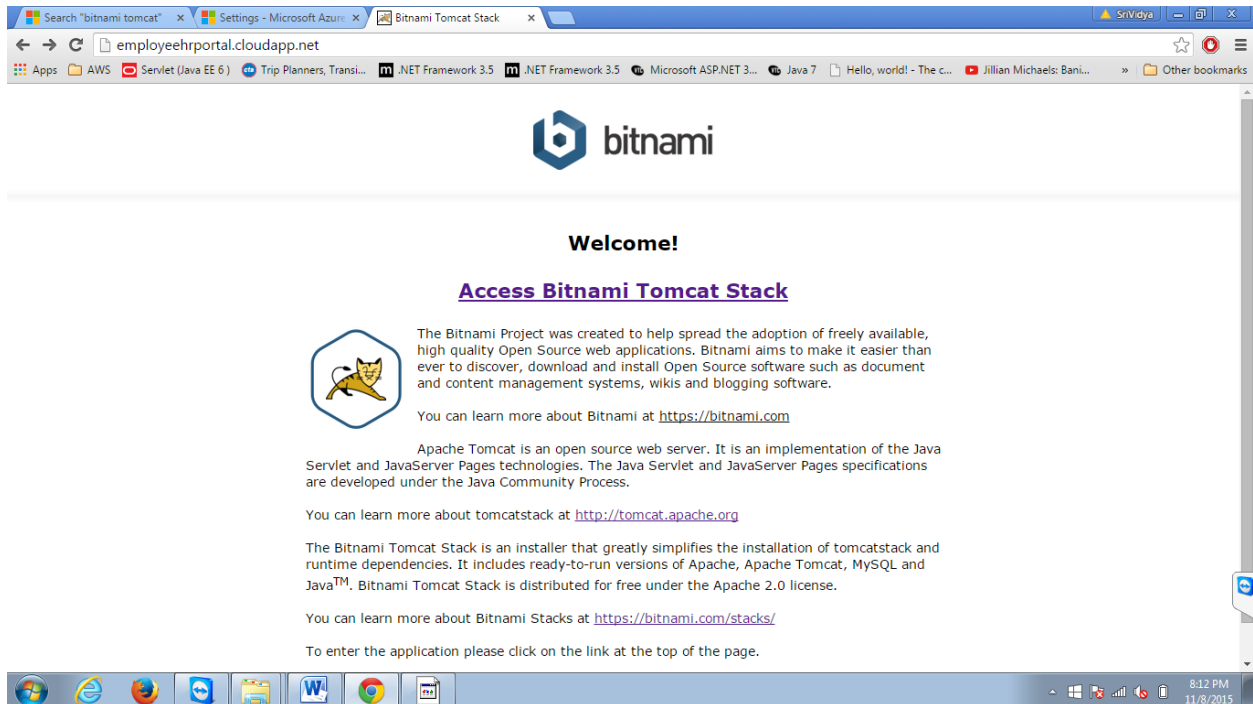 Search "bitnami tomcat"
Settings - Microsoft Azure
Bitnami Tomcat Stack
SriVidya
employeehrportal.cloudapp.net
Apps AWS Servlet (Java EE 6 ) cta Trip Planners, Transi... m .NET Framework 3.5 m .NET Framework 3.5 Microsoft ASP.NET 3... Java 7 Hello, world! - The c... Jillian Michaels: Bani... » Other bookmarks
bitnami
Welcome!
Access Bitnami Tomcat Stack
The Bitnami Project was created to help spread the adoption of freely available,
high quality Open Source web applications. Bitnami aims to make it easier than
ever to discover, download and install Open Source software such as document
and content management systems, wikis and blogging software.
You can learn more about Bitnami at https://bitnami.com
Apache Tomcat is an open source web server. It is an implementation of the Java
Servlet and JavaServer Pages technologies. The Java Servlet and JavaServer Pages specifications
are developed under the Java Community Process.
You can learn more about tomcatstack at http://tomcat.apache.org
The Bitnami Tomcat Stack is an installer that greatly simplifies the installation of tomcatstack and
runtime dependencies. It includes ready-to-run versions of Apache, Apache Tomcat, MySQL and
Java™. Bitnami Tomcat Stack is distributed for free under the Apache 2.0 license.
You can learn more about Bitnami Stacks at https://bitnami.com/stacks/
To enter the application please click on the link at the top of the page.
8:12 PM
11/8/2015